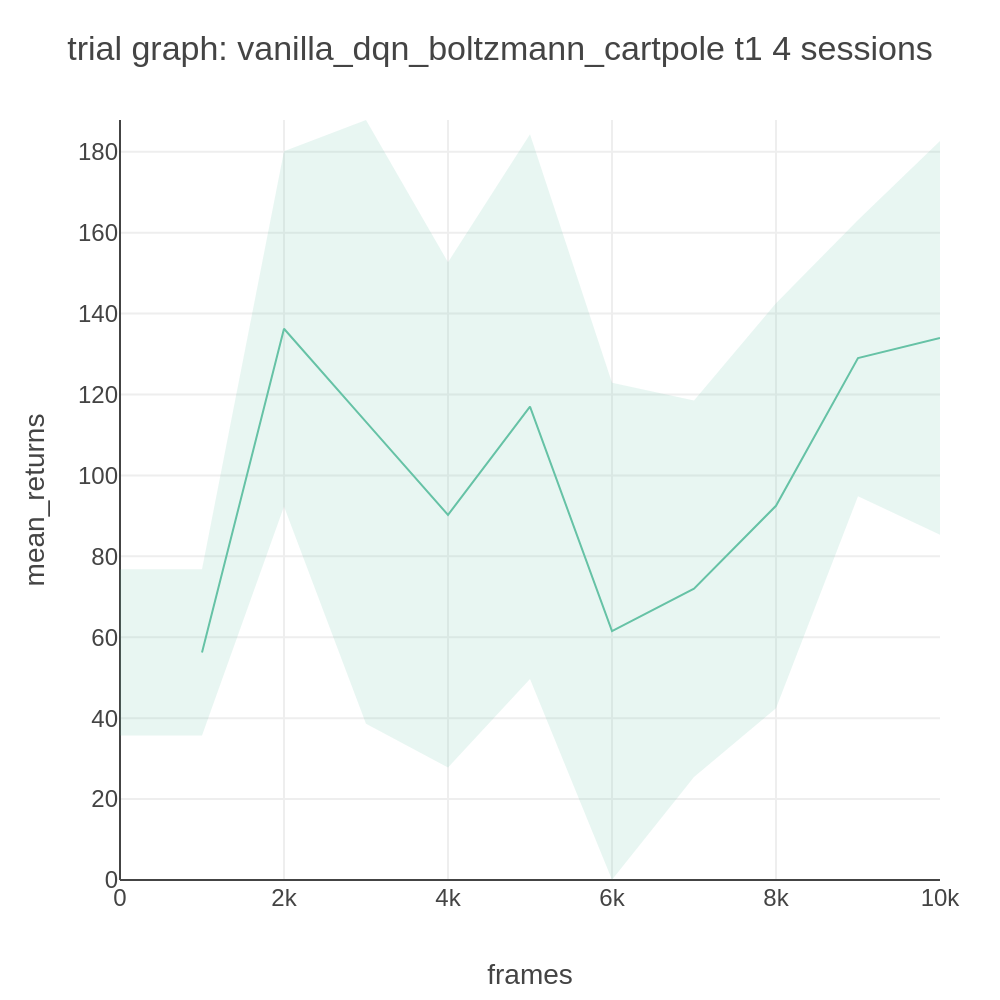 trial graph: vanilla_dqn_boltzmann_cartpole t1 4 sessions
180
160
140
120
100
80
60
40
20
0
mean_returns
0 2k 4k 6k 8k 10k
frames